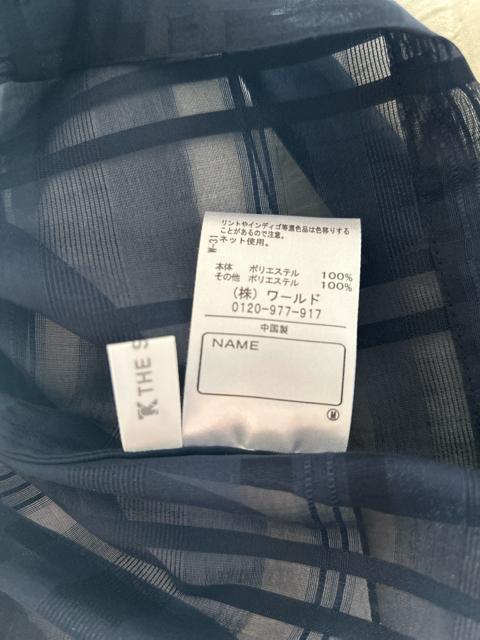 リントやインディゴ等濃色品は色移りする
ことがあるので注意。
ネット使用。
W-31
本体 ポリエステル 100%
その他 ポリエステル 100%
(株) ワールド
0120-977-917
中国製
NAME
M
TK THE S